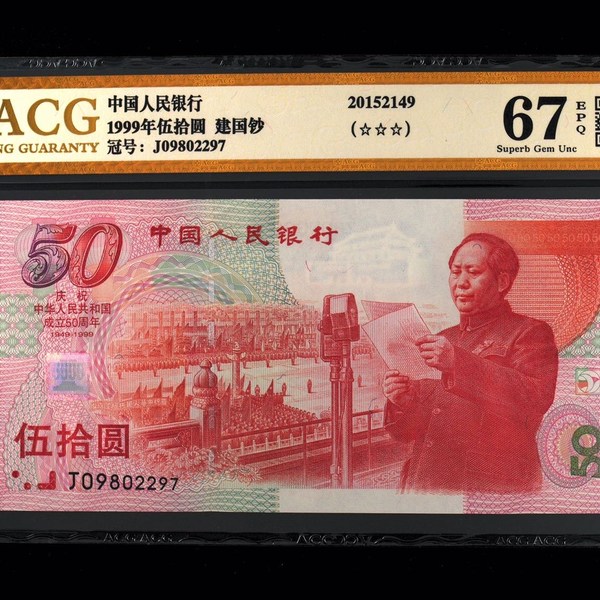 ACG
NG GUARANTY
中国人民银行
1999年伍拾圆 建国钞
冠号：J09802297
20152149
(☆☆☆)
67
EPQ
Superb Gem Unc
50
中国人民银行
庆祝
中华人民共和国
成立50周年
1949-1999
伍拾圆
J09802297
50
ACG ACG